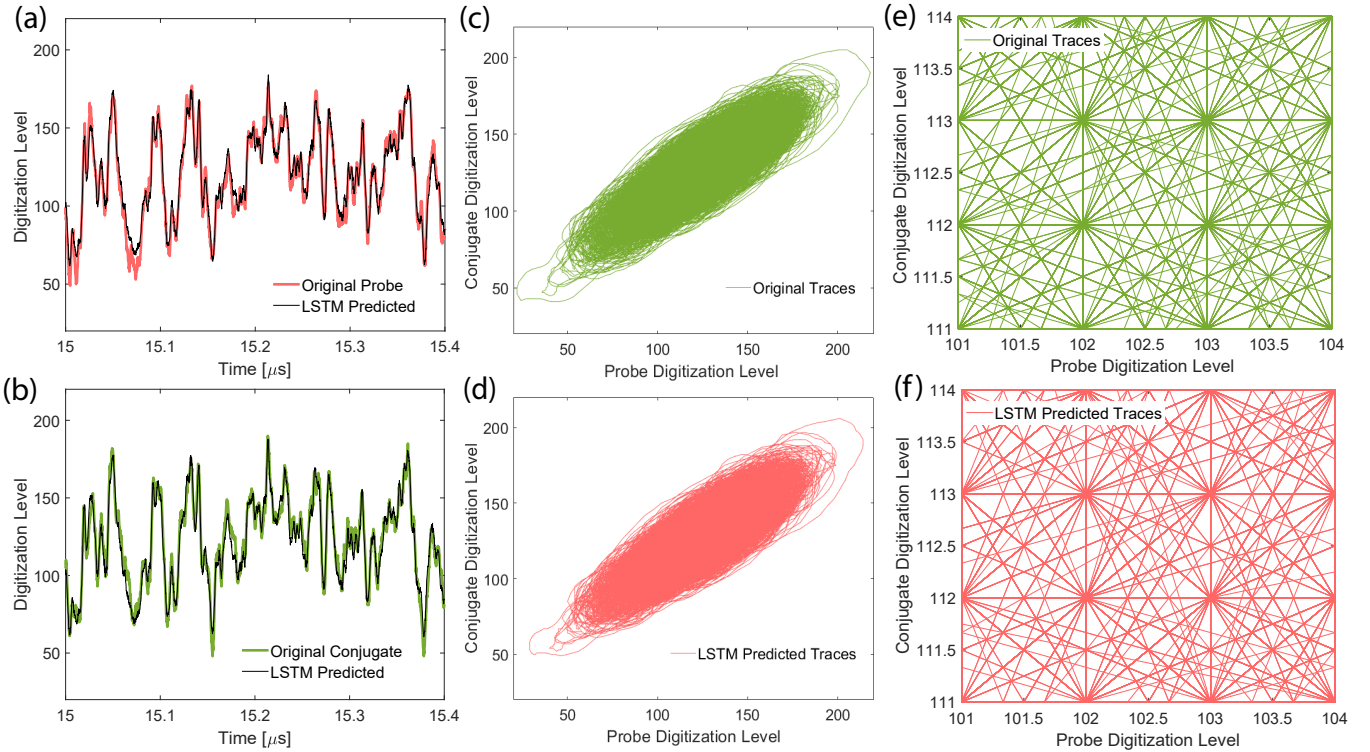 (a)
200
150
100
50
Digitization Level
Original Probe
LSTM Predicted
15
15.1
15.2
15.3
15.4
Time [μs]
(b)
200
150
100
50
Digitization Level
Original Conjugate
LSTM Predicted
15
15.1
15.2
15.3
15.4
Time [μs]
(c)
200
150
100
50
Conjugate Digitization Level
Original Traces
50
100
150
200
Probe Digitization Level
(d)
200
150
100
50
Conjugate Digitization Level
LSTM Predicted Traces
50
100
150
200
Probe Digitization Level
(e)
114
113.5
113
112.5
112
111.5
111
Conjugate Digitization Level
Original Traces
101
101.5
102
102.5
103
103.5
104
Probe Digitization Level
(f)
114
113.5
113
112.5
112
111.5
111
Conjugate Digitization Level
LSTM Predicted Traces
101
101.5
102
102.5
103
103.5
104
Probe Digitization Level